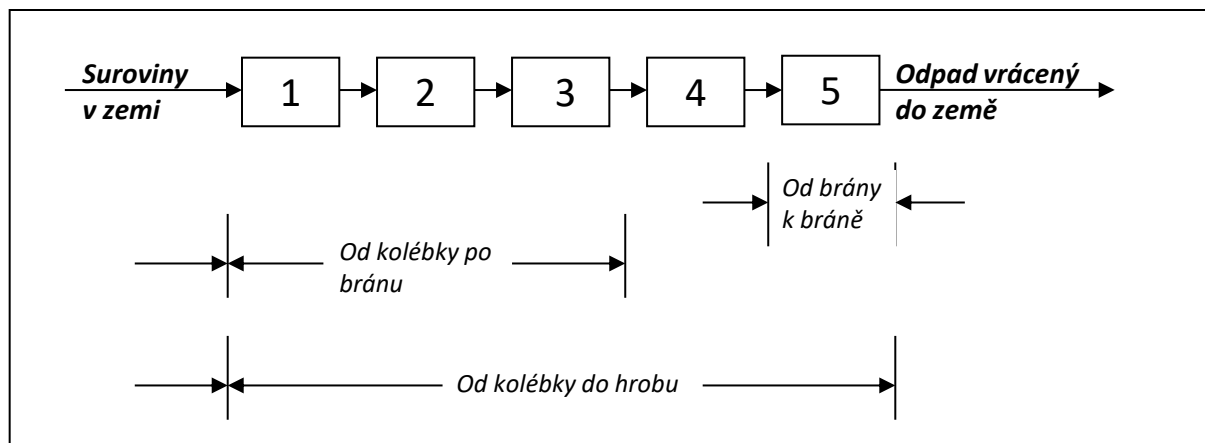 Suroviny
v zemi
1
2
3
4
5
Odpad vrácený
do země
Od brány
k bráně
Od kolébky po
bránu
Od kolébky do hrobu